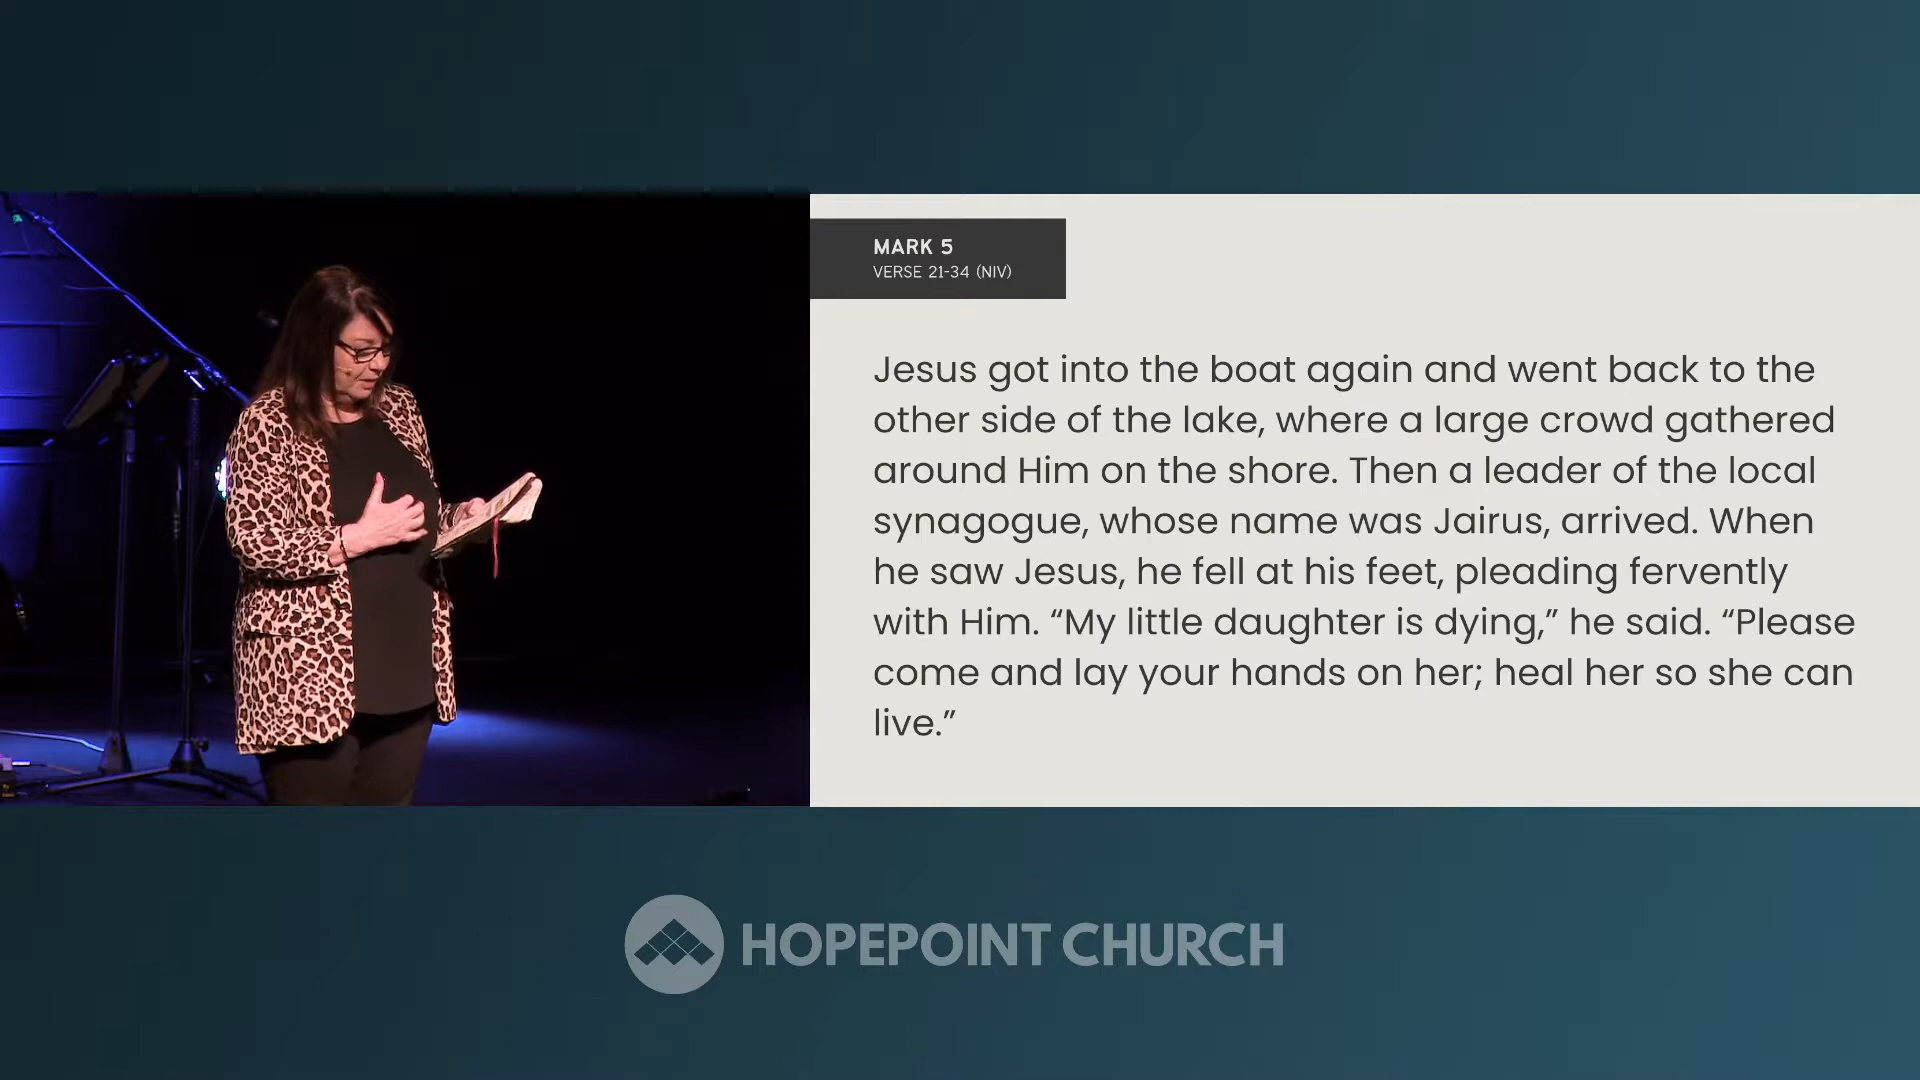 MARK 5
VERSE 21-34 (NIV)
Jesus got into the boat again and went back to the
other side of the lake, where a large crowd gathered
around Him on the shore. Then a leader of the local
synagogue, whose name was Jairus, arrived. When
he saw Jesus, he fell at his feet, pleading fervently
with Him. “My little daughter is dying,” he said. “Please
come and lay your hands on her; heal her so she can
live.”
HOPEPOINT CHURCH